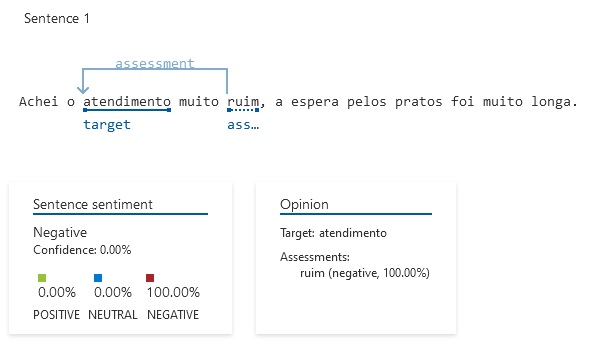 Sentence 1
assessment
Achei o atendimento muito ruim, a espera pelos pratos foi muito longa.
target ass…
Sentence sentiment
Negative
Confidence: 0.00%
0.00% 0.00% 100.00%
POSITIVE NEUTRAL NEGATIVE
Opinion
Target: atendimento
Assessments:
ruim (negative, 100.00%)